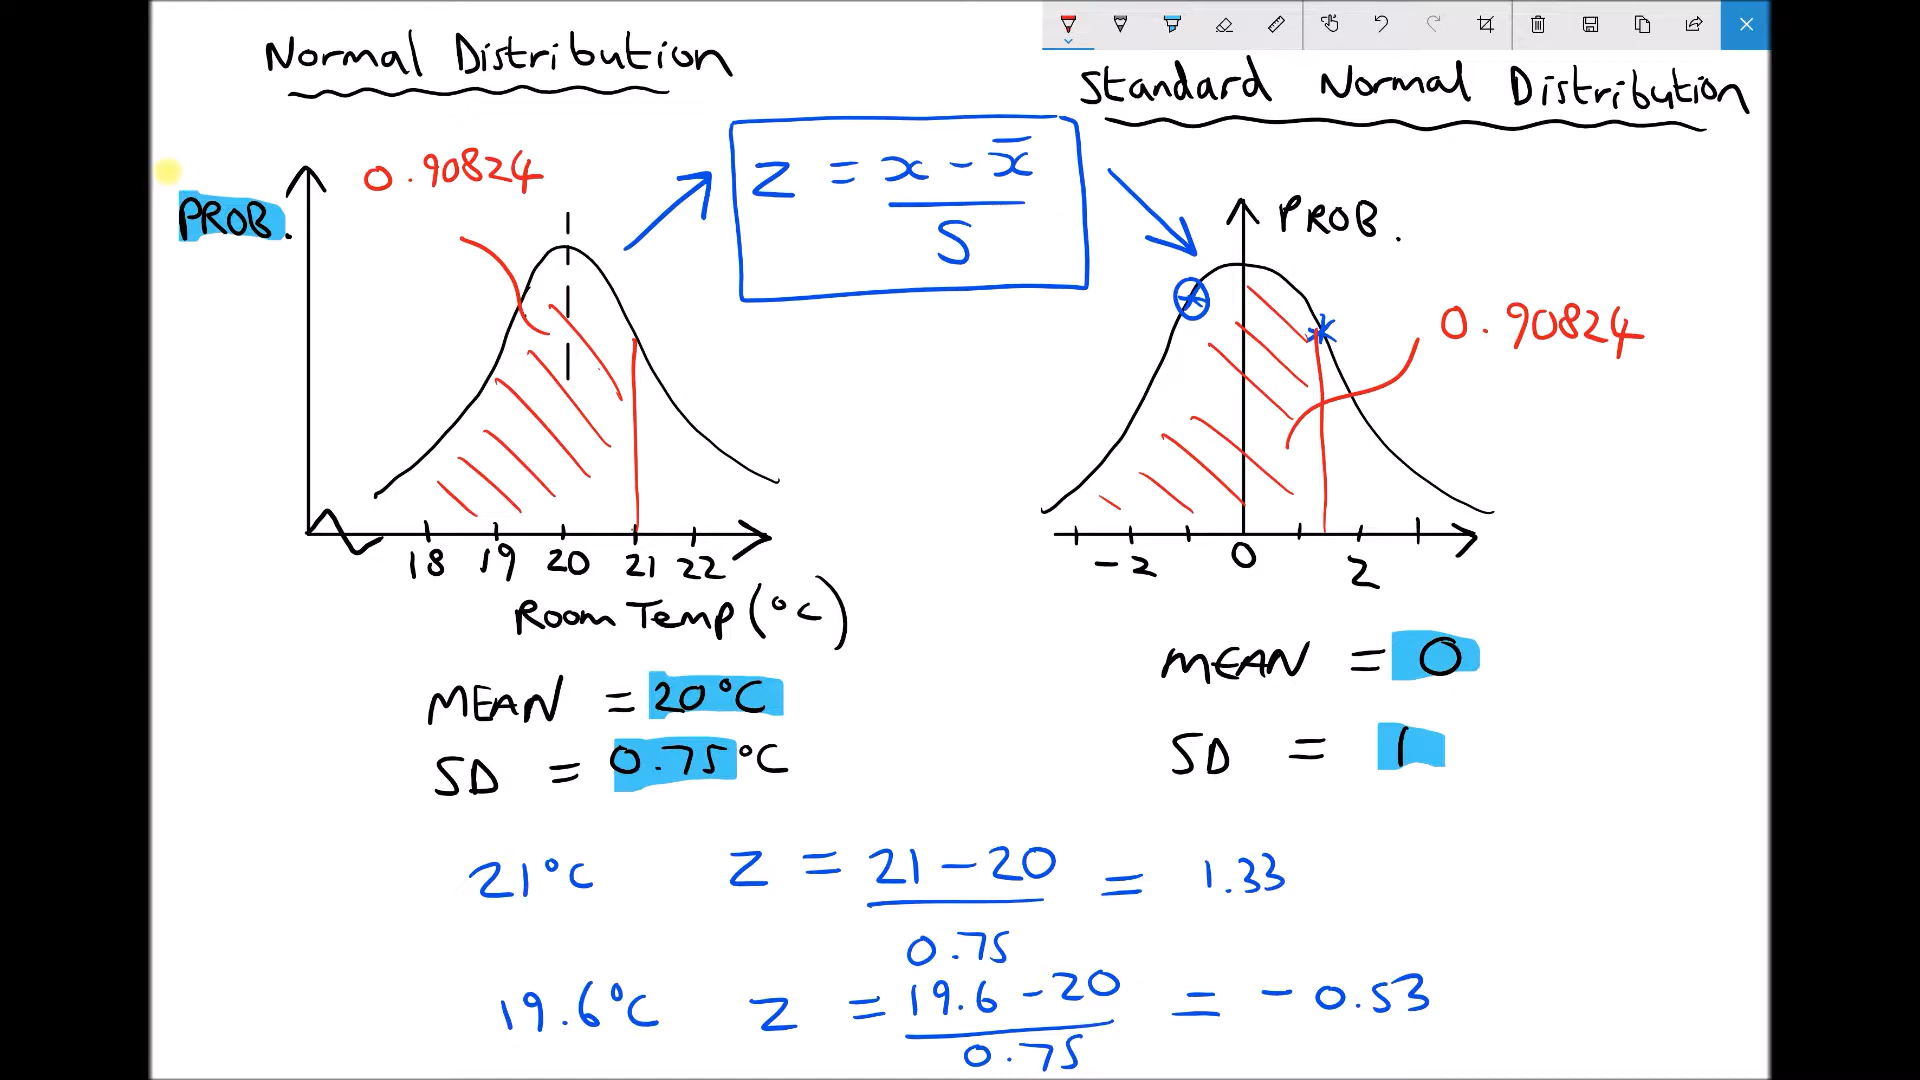 Normal Distribution
Standard Normal Distribution
0.90824
PROB.
z = x - x̄
S
PROB.
0.90824
18 19 20 21 22
Room Temp (°C)
-2 0 2
MEAN = 20°C
SD = 0.75°C
MEAN = 0
SD = 1
21°C z = 21 - 20 = 1.33
0.75
19.6°C z = 19.6 - 20 = - 0.53
0.75